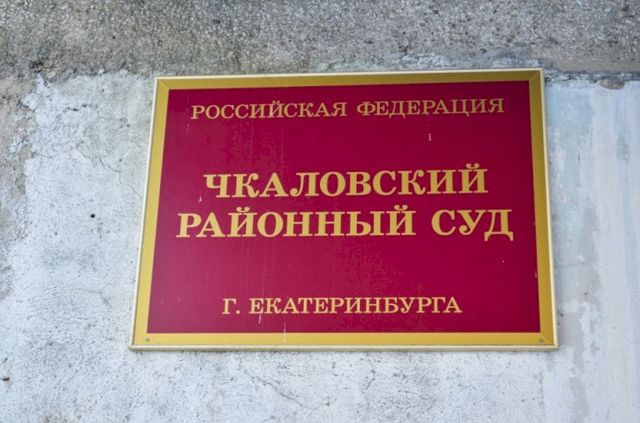 РОССИЙСКАЯ ФЕДЕРАЦИЯ
ЧКАЛОВСКИЙ
РАЙОННЫЙ СУД
Г. ЕКАТЕРИНБУРГА